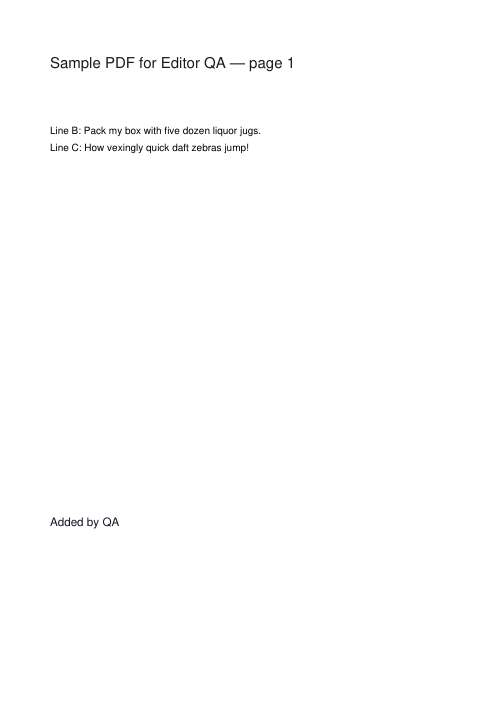 Sample PDF for Editor QA — page 1
Line B: Pack my box with five dozen liquor jugs.
Line C: How vexingly quick daft zebras jump!
Added by QA